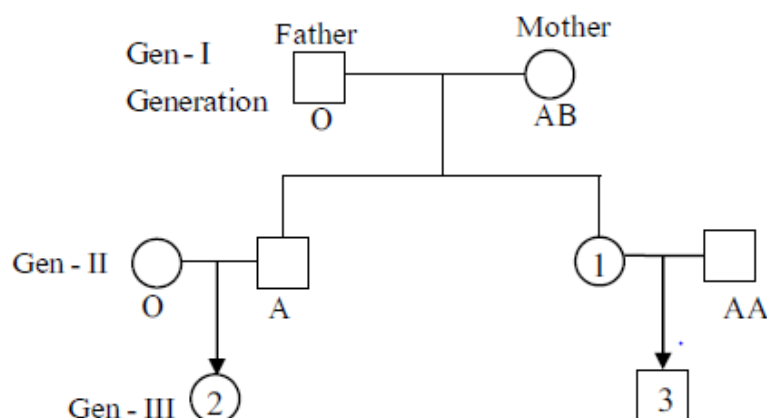 Father Mother
Gen - I
Generation
O AB
Gen - II 1
O A AA
Gen - III 2 3